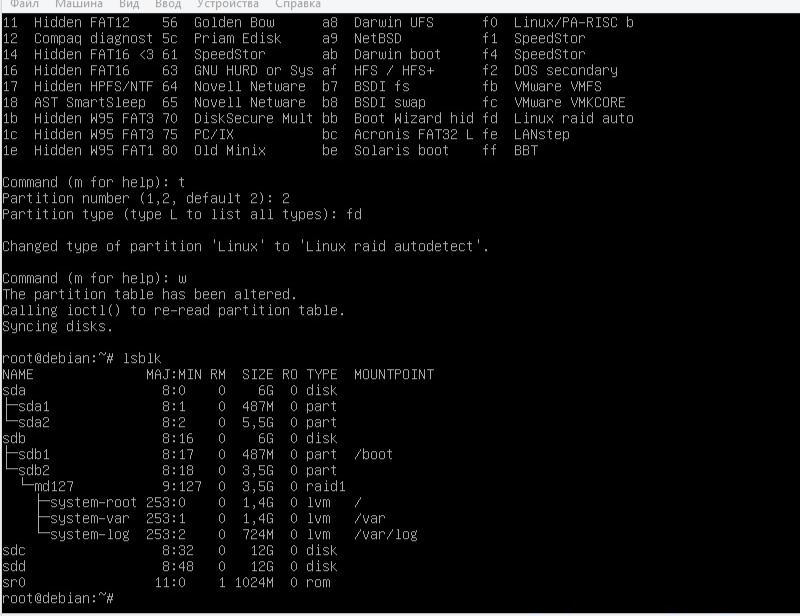 Файл Машина Вид Ввод Устройства Справка
11 Hidden FAT12 56 Golden Bow a8 Darwin UFS f0 Linux/PA-RISC b
12 Compaq diagnost 5c Priam Edisk a9 NetBSD f1 SpeedStor
14 Hidden FAT16 <3 61 SpeedStor ab Darwin boot f4 SpeedStor
16 Hidden FAT16 63 GNU HURD or Sys af HFS / HFS+ f2 DOS secondary
17 Hidden HPFS/NTF 64 Novell Netware b7 BSDI fs fb VMware VMFS
18 AST SmartSleep 65 Novell Netware b8 BSDI swap fc VMware VMKCORE
1b Hidden W95 FAT3 70 DiskSecure Mult bb Boot Wizard hid fd Linux raid auto
1c Hidden W95 FAT3 75 PC/IX bc Acronis FAT32 L fe LANstep
1e Hidden W95 FAT1 80 Old Minix be Solaris boot ff BBT
Command (m for help): t
Partition number (1,2, default 2): 2
Partition type (type L to list all types): fd
Changed type of partition 'Linux' to 'Linux raid autodetect'.
Command (m for help): w
The partition table has been altered.
Calling ioctl() to re-read partition table.
Syncing disks.
root@debian:~# lsblk
NAME MAJ:MIN RM SIZE RO TYPE MOUNTPOINT
sda 8:0 0 6G 0 disk
├─sda1 8:1 0 487M 0 part
└─sda2 8:2 0 5,5G 0 part
sdb 8:16 0 6G 0 disk
├─sdb1 8:17 0 487M 0 part /boot
└─sdb2 8:18 0 3,5G 0 part
└─md127 9:127 0 3,5G 0 raid1
├─system-root 253:0 0 1,4G 0 lvm /
├─system-var 253:1 0 1,4G 0 lvm /var
└─system-log 253:2 0 724M 0 lvm /var/log
sdc 8:32 0 12G 0 disk
sdd 8:48 0 12G 0 disk
sr0 11:0 1 1024M 0 rom
root@debian:~#